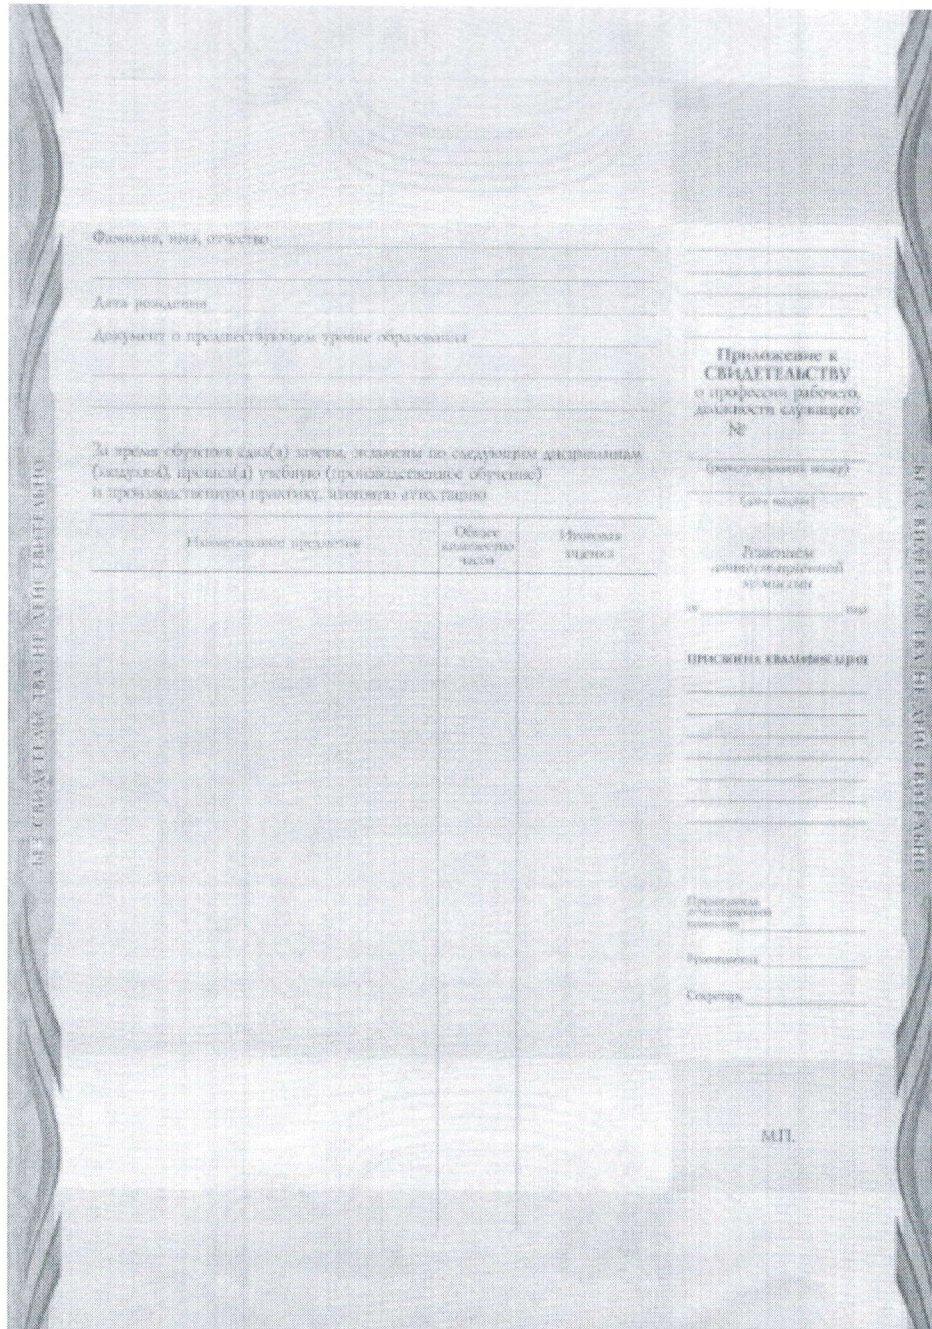 Фамилия, имя, отчество
Дата рождения
Документ о предшествующем уровне образования
За время обучения сдал(а) зачеты, экзамены по следующим дисциплинам
(модулям), прошел(а) учебную (производственное обучение)
и производственную практику, итоговую аттестацию
Наименование предметов
Общее
количество
часов
Итоговая
оценка
Приложение к
СВИДЕТЕЛЬСТВУ
о профессии рабочего,
должности служащего
№
(регистрационный номер)
(дата выдачи)
Решением
аттестационной
комиссии
от года
ПРИСВОЕНА КВАЛИФИКАЦИЯ
Председатель
аттестационной
комиссии
Руководитель
Секретарь
М.П.
БЕЗ СВИДЕТЕЛЬСТВА НЕ ДЕЙСТВИТЕЛЬНО
БЕЗ СВИДЕТЕЛЬСТВА НЕ ДЕЙСТВИТЕЛЬНО